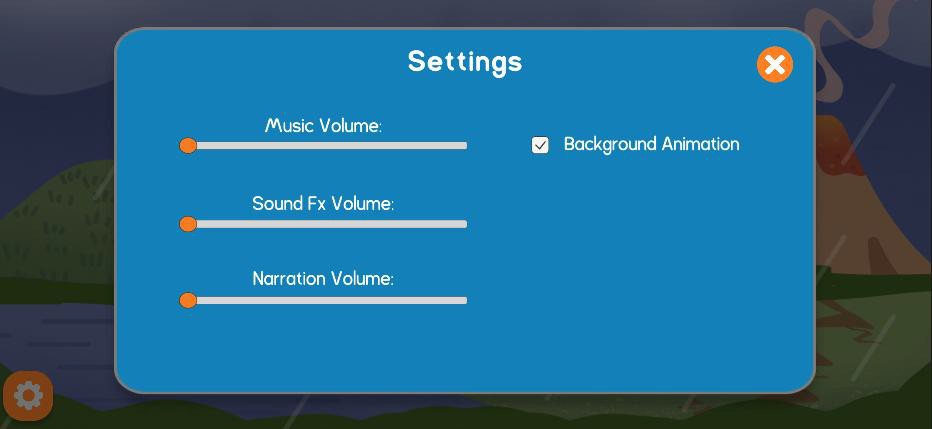 Settings
Music Volume:
Background Animation
Sound Fx Volume:
Narration Volume: